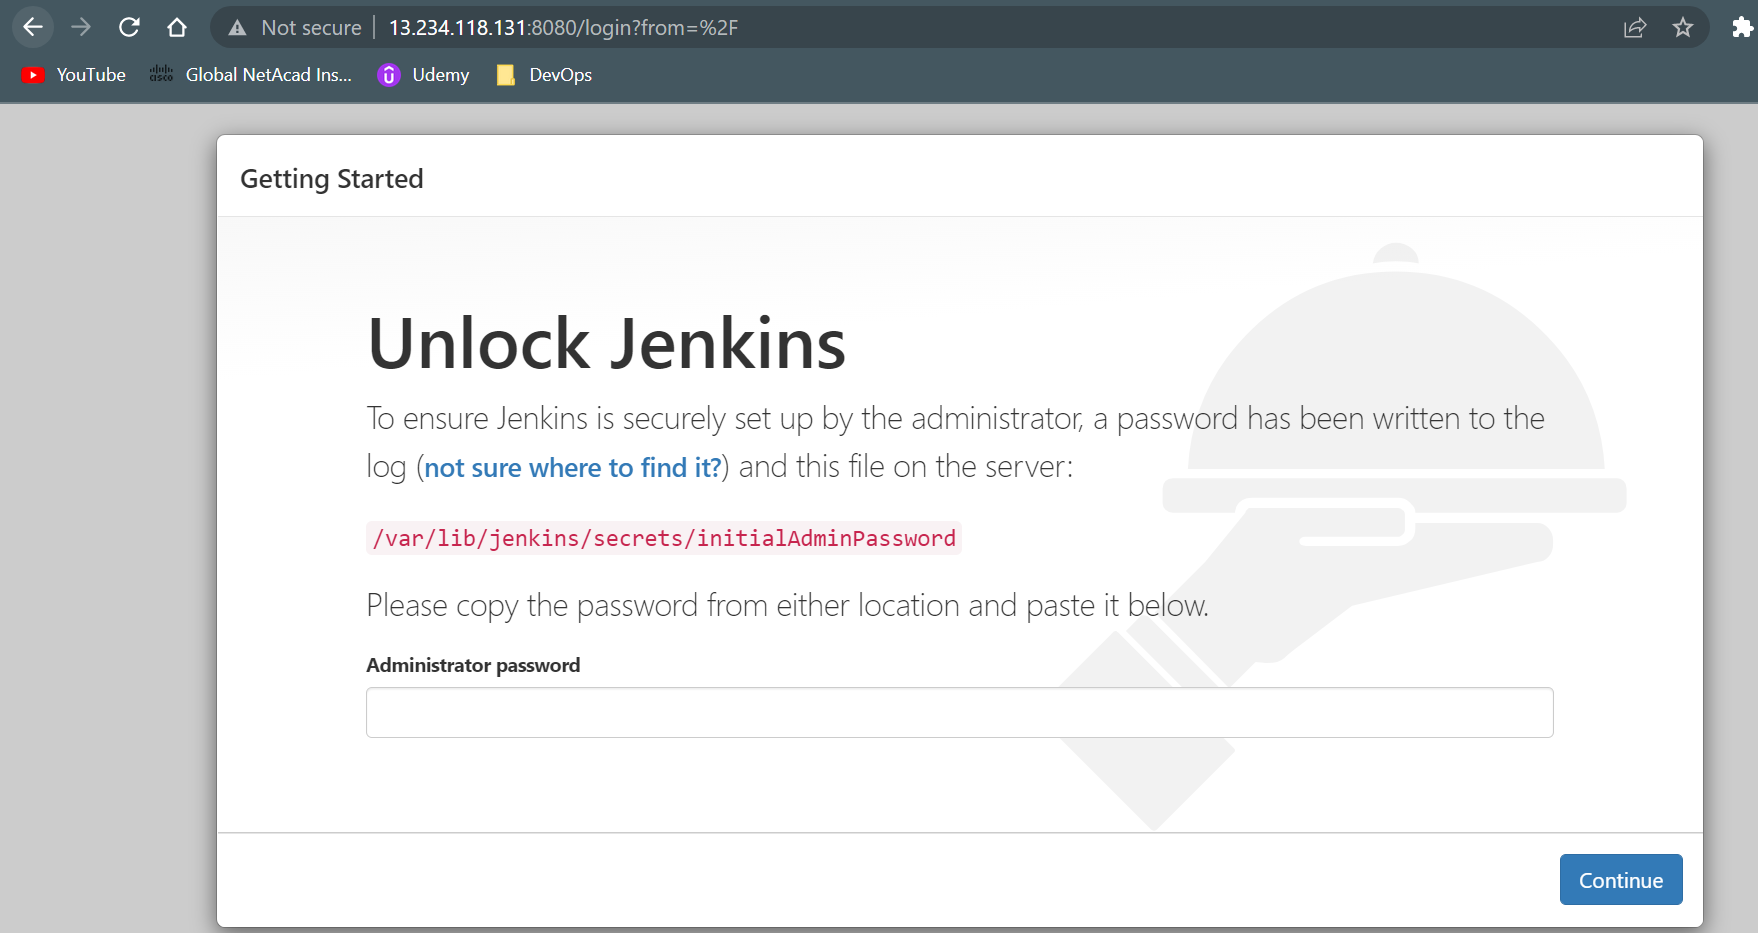 Not secure | 13.234.118.131:8080/login?from=%2F
YouTube CISCO Global NetAcad Ins... Udemy DevOps
Getting Started
Unlock Jenkins
To ensure Jenkins is securely set up by the administrator, a password has been written to the
log (not sure where to find it?) and this file on the server:
/var/lib/jenkins/secrets/initialAdminPassword
Please copy the password from either location and paste it below.
Administrator password
Continue